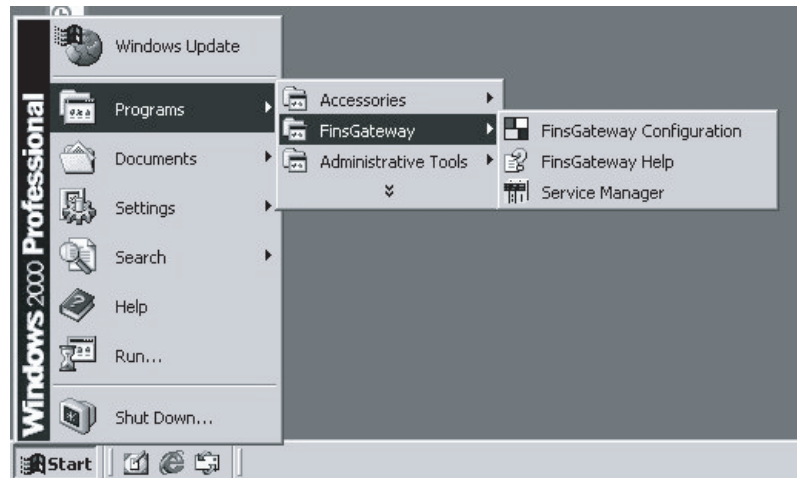 Windows 2000 Professional
Windows Update
Programs
Documents
Settings
Search
Help
Run...
Shut Down...
Accessories
FinsGateway
Administrative Tools
FinsGateway Configuration
FinsGateway Help
Service Manager
Start